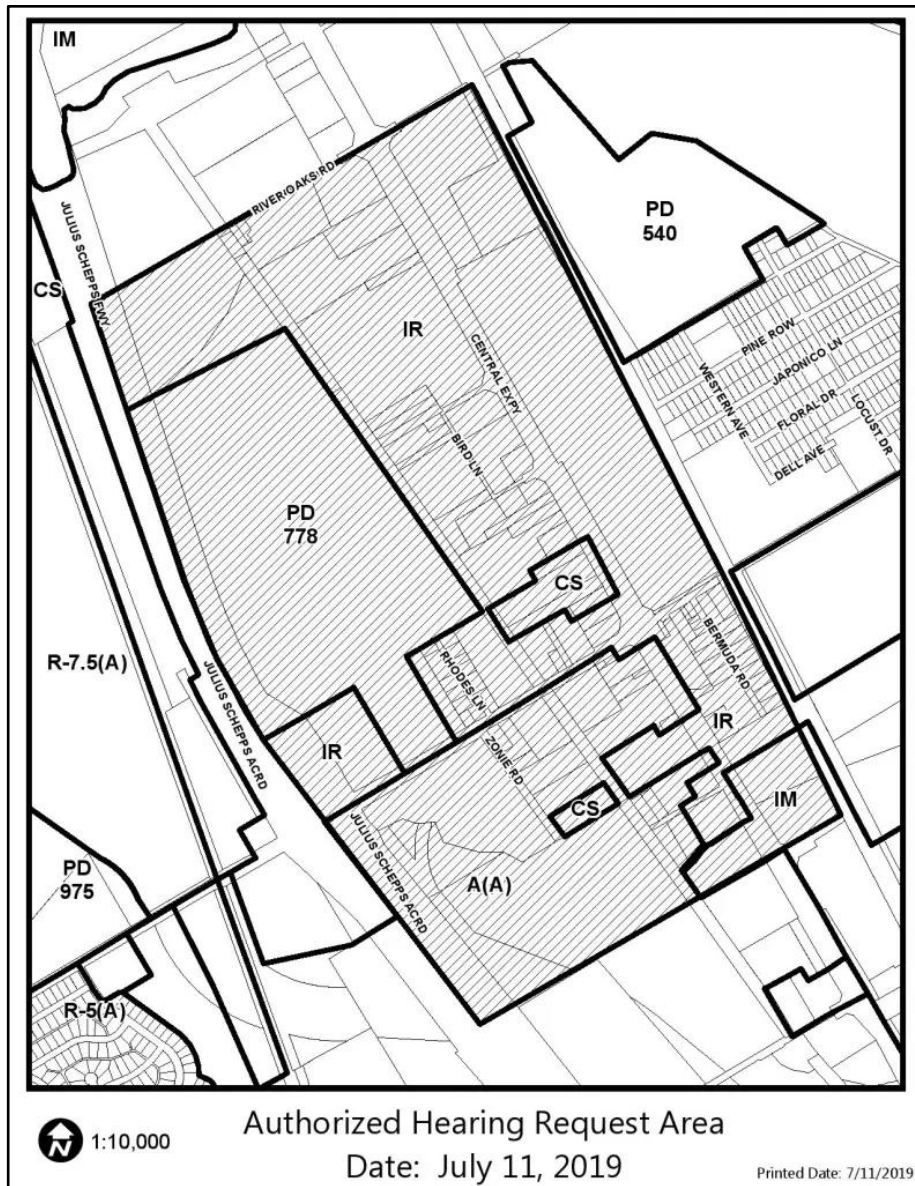 IM
RIVER OAKS RD
JULIUS SCHEPPS FWY
CS
PD
540
IR
PINE ROW
JAPONICO LN
CENTRAL EXPY
WESTERN AVE
FLORAL DR
LOCUST DR
DELL AVE
BIRD LN
PD
778
CS
BERMUDA RD
R-7.5(A)
RHODES LN
JULIUS SCHEPPS ACRD
IR
IR
ZONIE RD
IM
CS
JULIUS SCHEPPS ACRD
PD
975
A(A)
R-5(A)
N
1:10,000
Authorized Hearing Request Area
Date: July 11, 2019
Printed Date: 7/11/2019